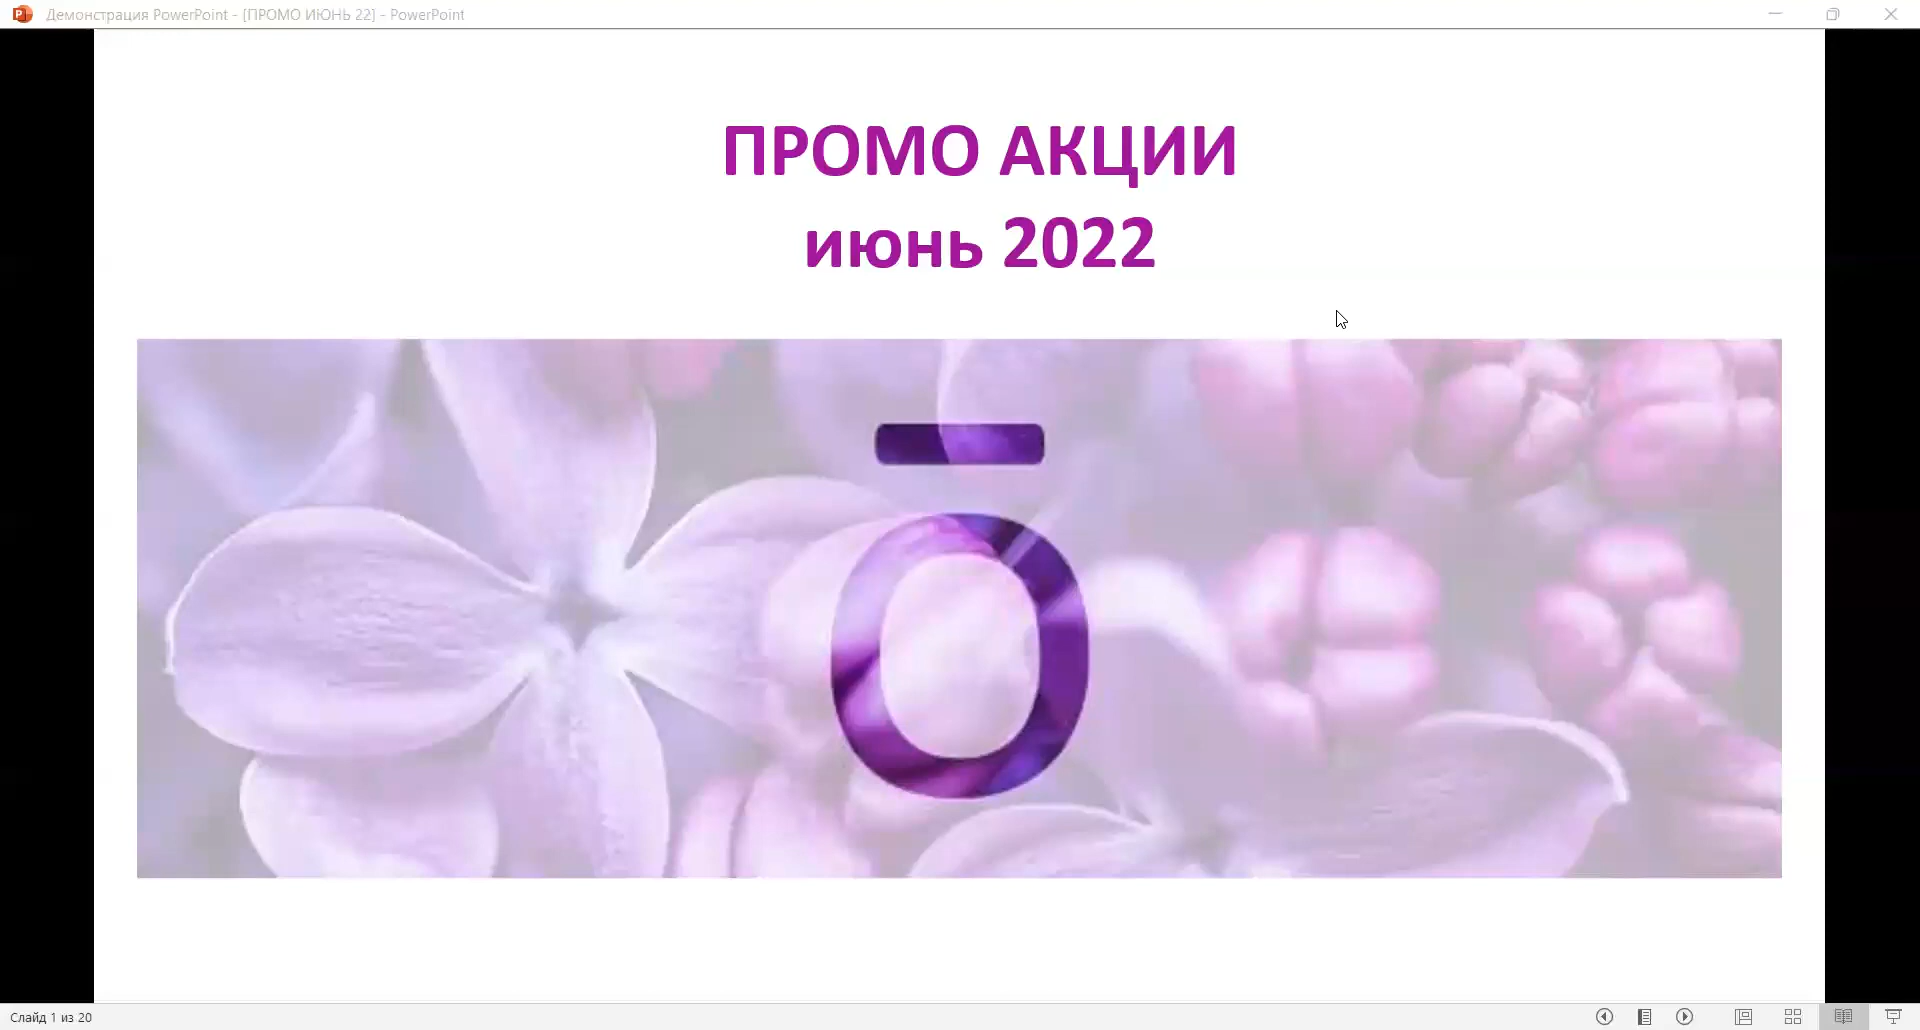 Демонстрация PowerPoint - [ПРОМО ИЮНЬ 22] - PowerPoint
ПРОМО АКЦИИ
июнь 2022
ō
Слайд 1 из 20